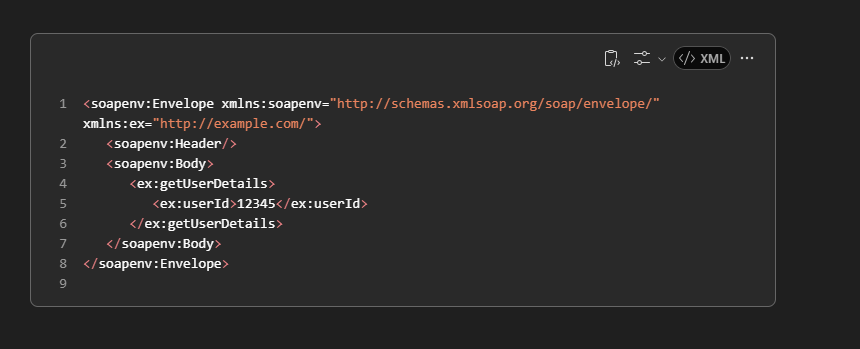 XML
1 <soapenv:Envelope xmlns:soapenv="http://schemas.xmlsoap.org/soap/envelope/"
xmlns:ex="http://example.com/">
2 <soapenv:Header/>
3 <soapenv:Body>
4 <ex:getUserDetails>
5 <ex:userId>12345</ex:userId>
6 </ex:getUserDetails>
7 </soapenv:Body>
8 </soapenv:Envelope>
9